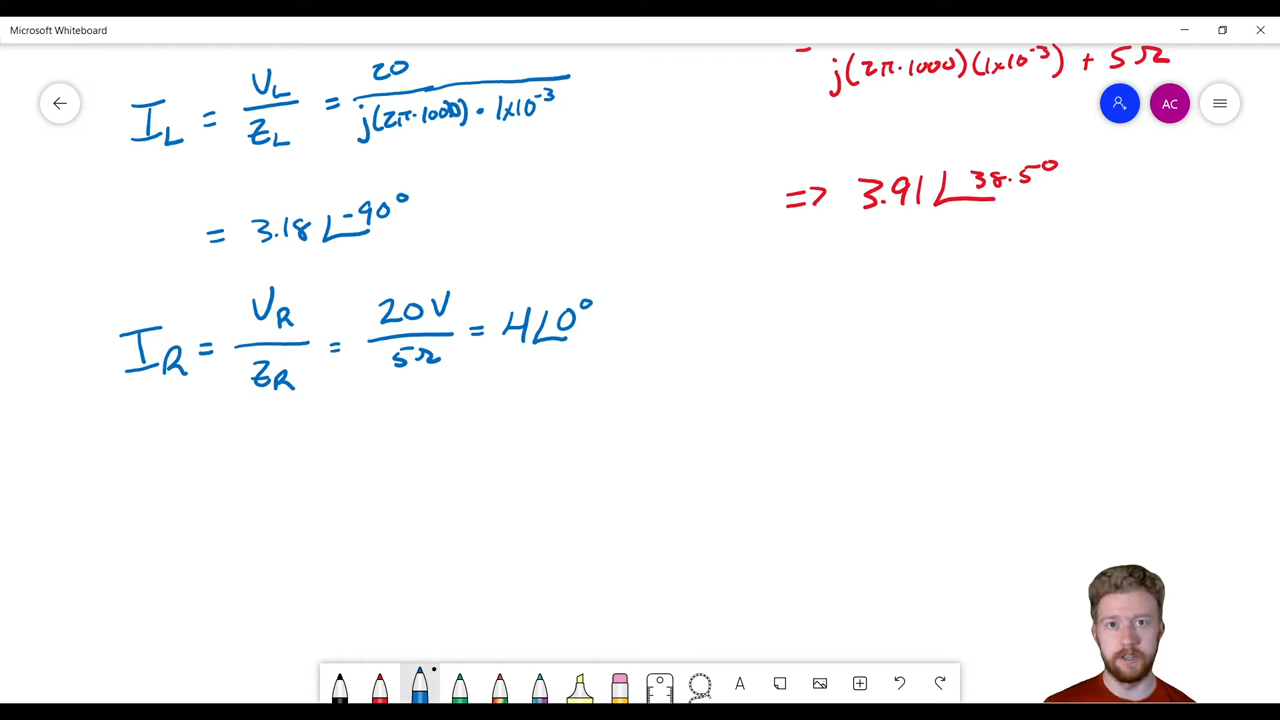 Microsoft Whiteboard
I_L = V_L / Z_L = 20 / j(2π·1000) · 1x10^-3
= 3.18∠-90°
I_R = V_R / Z_R = 20V / 5Ω = 4∠0°
j(2π·1000)(1x10^-3) + 5Ω
AC
=> 3.91∠38.5°
A